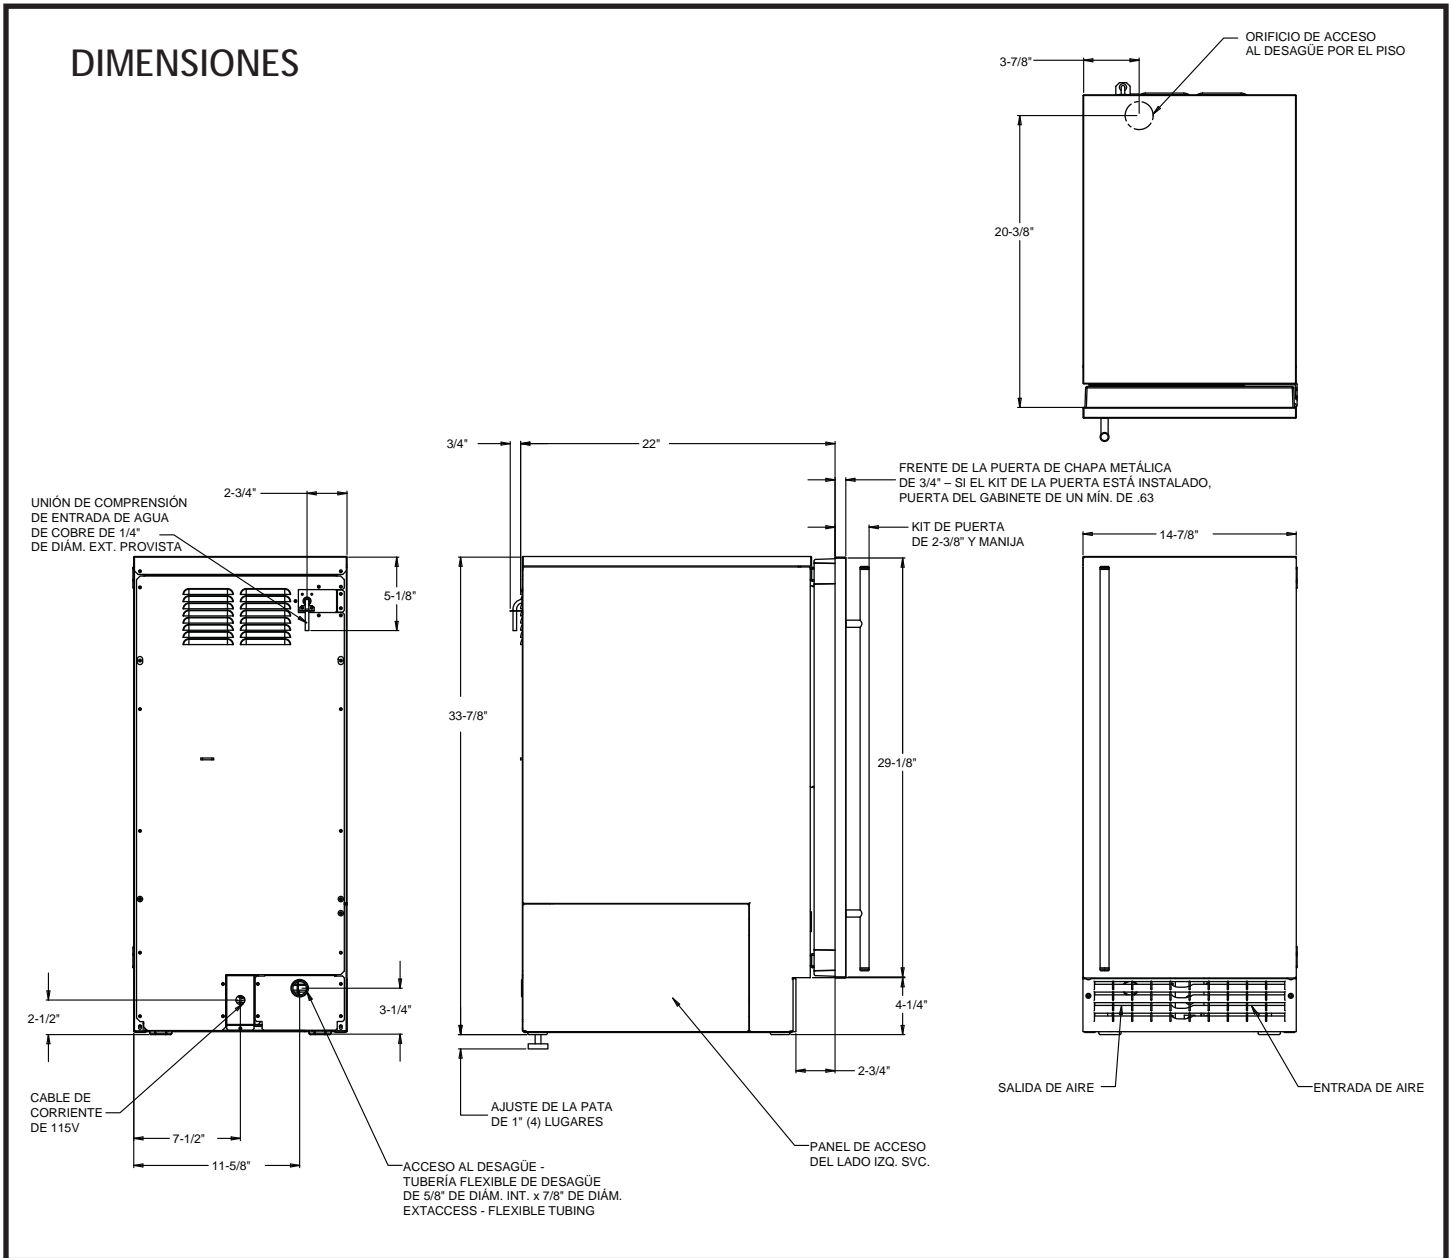 DIMENSIONES
ORIFICIO DE ACCESO
AL DESAGÜE POR EL PISO
3-7/8"
20-3/8"
3/4"
22"
FRENTE DE LA PUERTA DE CHAPA METÁLICA
DE 3/4" – SI EL KIT DE LA PUERTA ESTÁ INSTALADO,
PUERTA DEL GABINETE DE UN MÍN. DE .63
KIT DE PUERTA
DE 2-3/8" Y MANIJA
14-7/8"
2-3/4"
UNIÓN DE COMPRENSIÓN
DE ENTRADA DE AGUA
DE COBRE DE 1/4"
DE DIÁM. EXT. PROVISTA
5-1/8"
33-7/8"
29-1/8"
4-1/4"
2-1/2"
3-1/4"
2-3/4"
SALIDA DE AIRE
ENTRADA DE AIRE
CABLE DE
CORRIENTE
DE 115V
7-1/2"
11-5/8"
AJUSTE DE LA PATA
DE 1" (4) LUGARES
PANEL DE ACCESO
DEL LADO IZQ. SVC.
ACCESO AL DESAGÜE -
TUBERÍA FLEXIBLE DE DESAGÜE
DE 5/8" DE DIÁM. INT. x 7/8" DE DIÁM.
EXTACCESS - FLEXIBLE TUBING